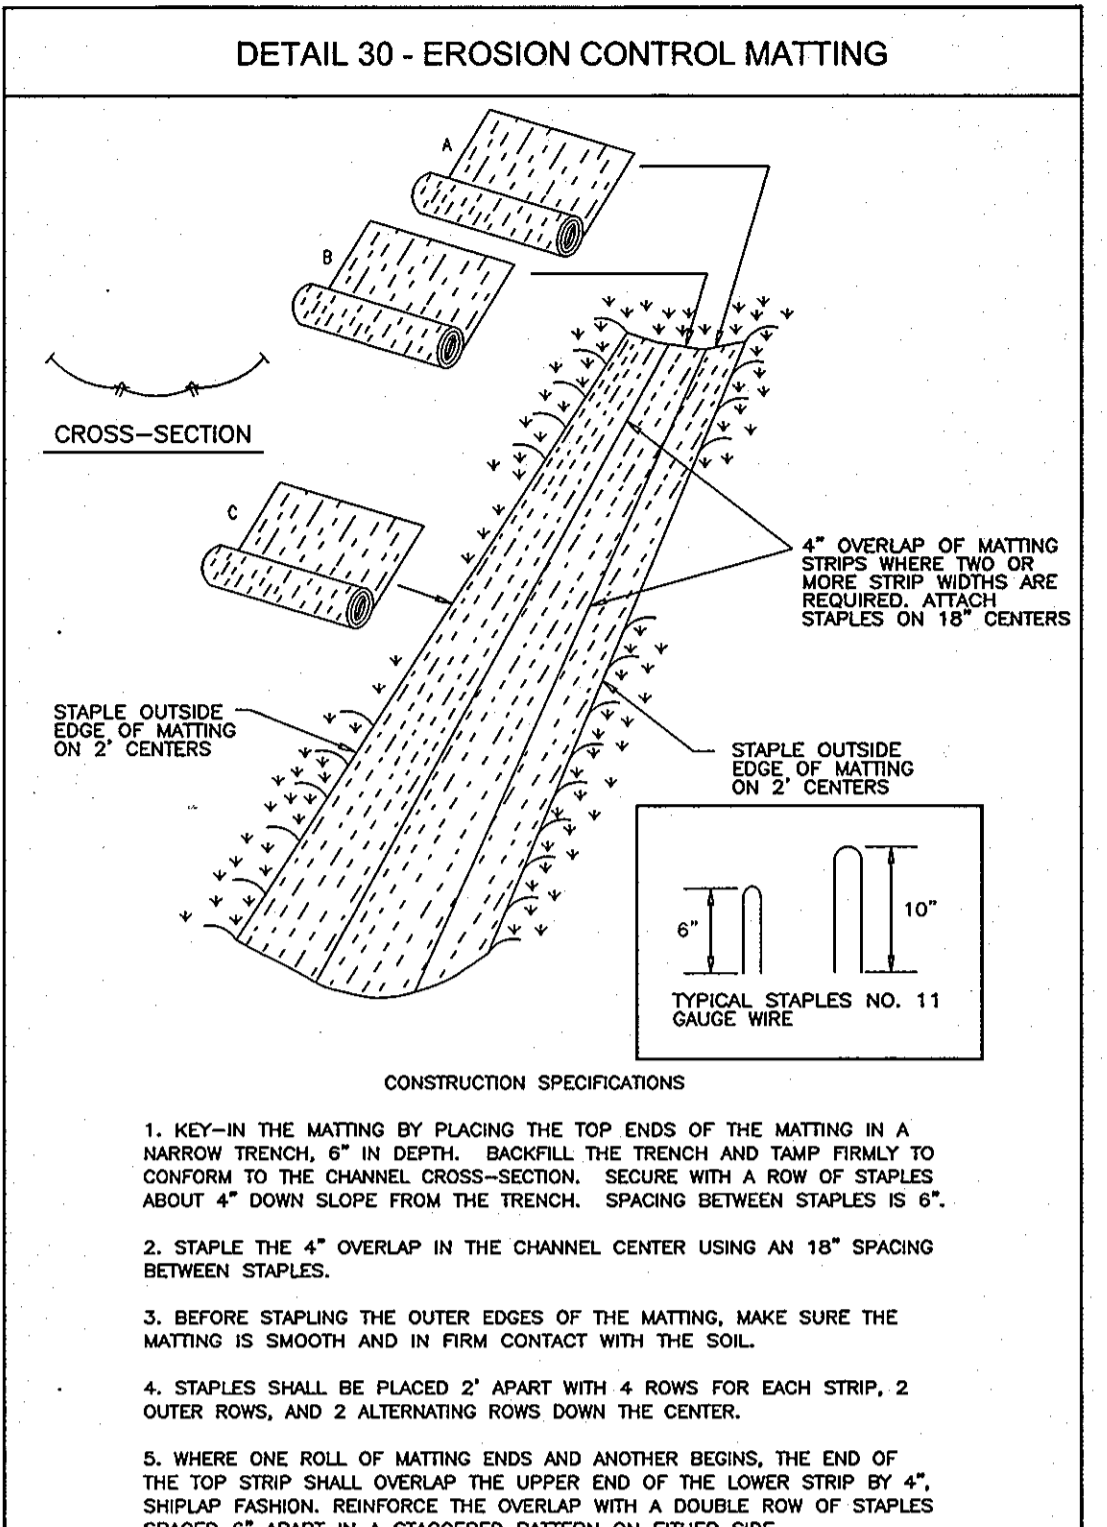 DETAIL 30 - EROSION CONTROL MATTING
A
B
CROSS-SECTION
C
4" OVERLAP OF MATTING
STRIPS WHERE TWO OR
MORE STRIP WIDTHS ARE
REQUIRED. ATTACH
STAPLES ON 18" CENTERS
STAPLE OUTSIDE
EDGE OF MATTING
ON 2' CENTERS
STAPLE OUTSIDE
EDGE OF MATTING
ON 2' CENTERS
6"
10"
TYPICAL STAPLES NO. 11
GAUGE WIRE
CONSTRUCTION SPECIFICATIONS
1. KEY-IN THE MATTING BY PLACING THE TOP ENDS OF THE MATTING IN A
NARROW TRENCH, 6" IN DEPTH. BACKFILL THE TRENCH AND TAMP FIRMLY TO
CONFORM TO THE CHANNEL CROSS-SECTION. SECURE WITH A ROW OF STAPLES
ABOUT 4" DOWN SLOPE FROM THE TRENCH. SPACING BETWEEN STAPLES IS 6".
2. STAPLE THE 4" OVERLAP IN THE CHANNEL CENTER USING AN 18" SPACING
BETWEEN STAPLES.
3. BEFORE STAPLING THE OUTER EDGES OF THE MATTING, MAKE SURE THE
MATTING IS SMOOTH AND IN FIRM CONTACT WITH THE SOIL.
4. STAPLES SHALL BE PLACED 2' APART WITH 4 ROWS FOR EACH STRIP, 2
OUTER ROWS, AND 2 ALTERNATING ROWS DOWN THE CENTER.
5. WHERE ONE ROLL OF MATTING ENDS AND ANOTHER BEGINS, THE END OF
THE TOP STRIP SHALL OVERLAP THE UPPER END OF THE LOWER STRIP BY 4",
SHIPLAP FASHION. REINFORCE THE OVERLAP WITH A DOUBLE ROW OF STAPLES
SPACED 6" APART IN A STAGGERED PATTERN ON EITHER SIDE.